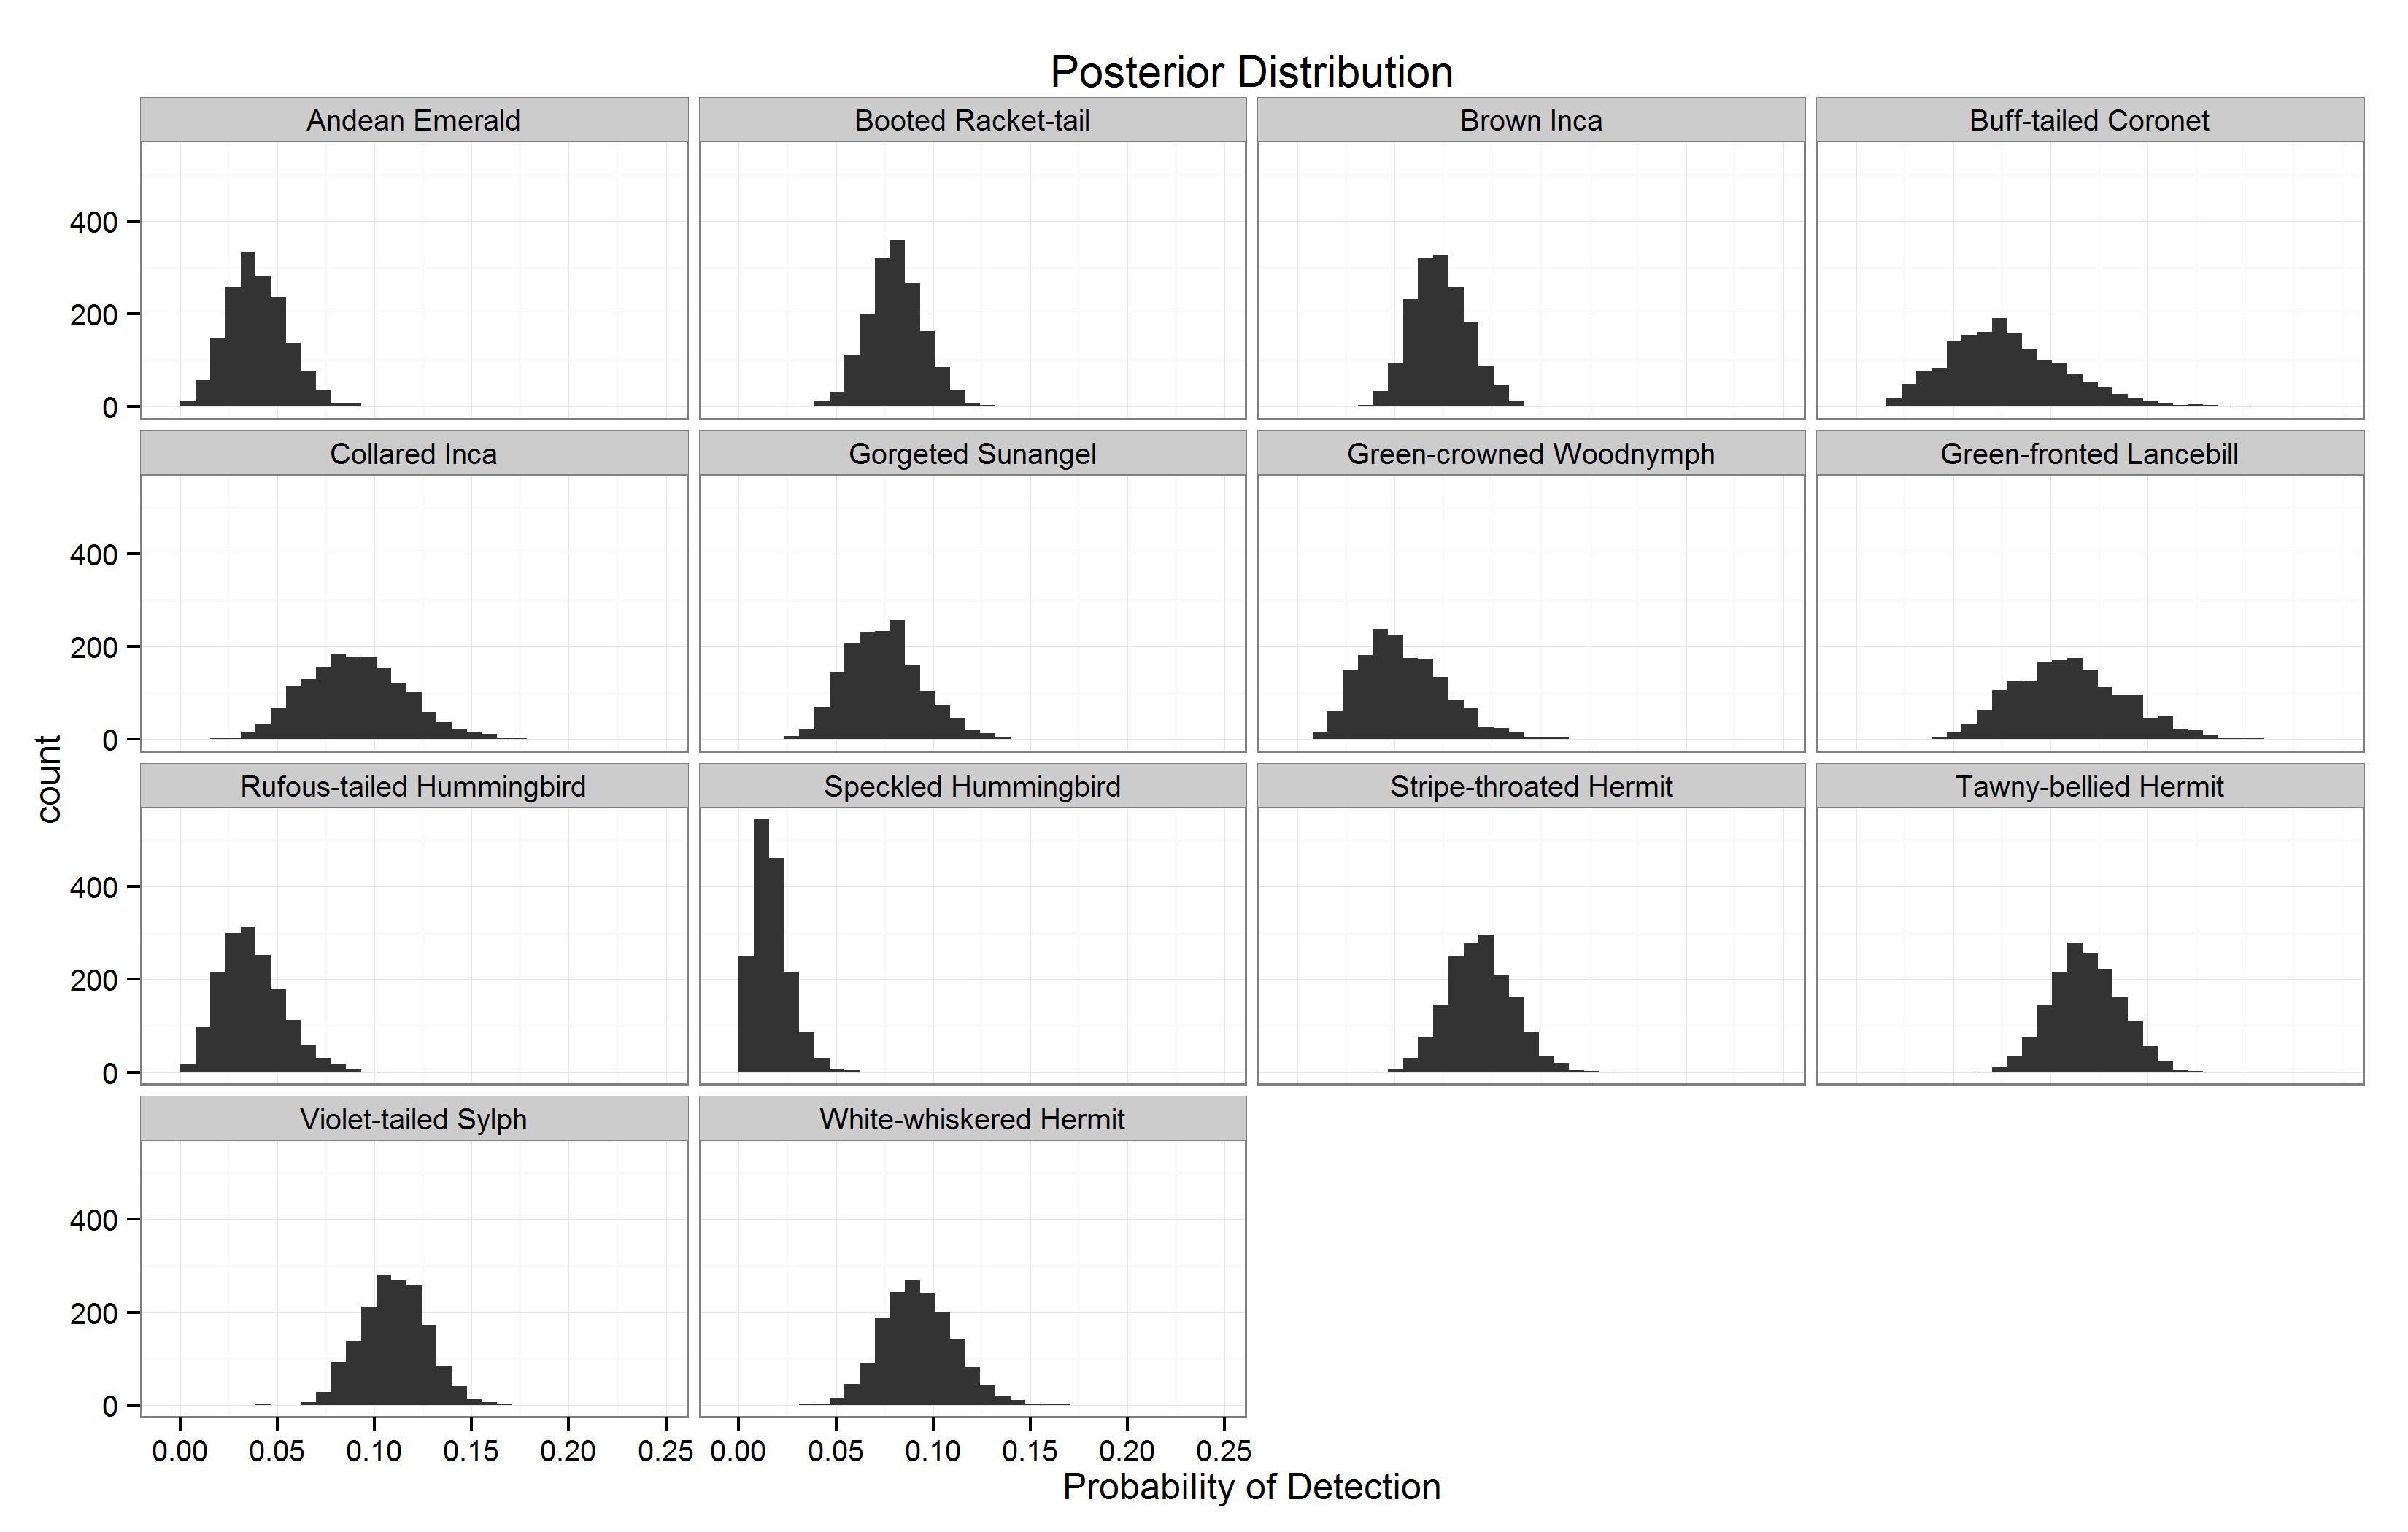 Posterior Distribution
Andean Emerald
Booted Racket-tail
Brown Inca
Buff-tailed Coronet
400
200
0
Collared Inca
Gorgeted Sunangel
Green-crowned Woodnymph
Green-fronted Lancebill
400
200
0
count
Rufous-tailed Hummingbird
Speckled Hummingbird
Stripe-throated Hermit
Tawny-bellied Hermit
400
200
0
Violet-tailed Sylph
White-whiskered Hermit
400
200
0
0.00 0.05 0.10 0.15 0.20 0.25
0.00 0.05 0.10 0.15 0.20 0.25
Probability of Detection